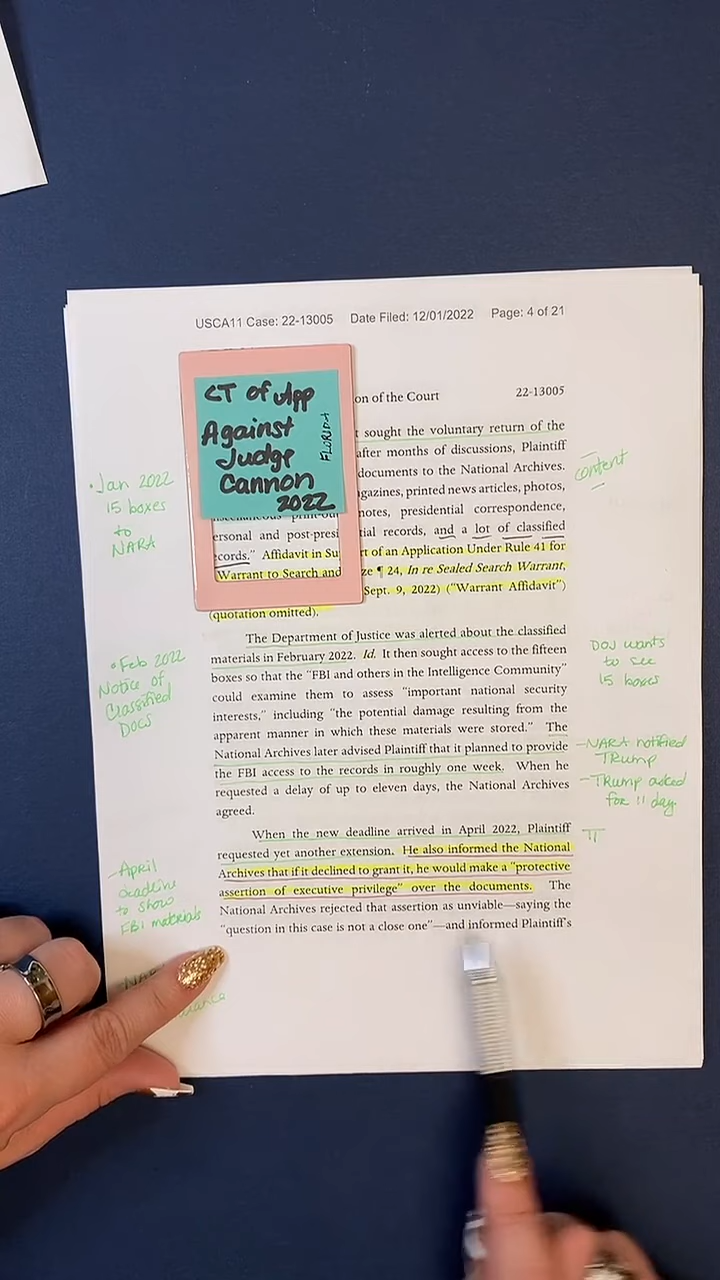 USCA11 Case: 22-13005 Date Filed: 12/01/2022 Page: 4 of 21
on of the Court 22-13005
CT of App
Against
Judge
Cannon
2022
FLORIDA
t sought the voluntary return of the
after months of discussions, Plaintiff
documents to the National Archives.
gazines, printed news articles, photos,
notes, presidential correspondence,
ersonal and post-presi tial records, and a lot of classified
cords." Affidavit in Su rt of an Application Under Rule 41 for
Warrant to Search and ze ¶ 24, In re Sealed Search Warrant,
Sept. 9, 2022) ("Warrant Affidavit")
(quotation omitted).
The Department of Justice was alerted about the classified
materials in February 2022. Id. It then sought access to the fifteen
boxes so that the "FBI and others in the Intelligence Community"
could examine them to assess "important national security
interests," including "the potential damage resulting from the
apparent manner in which these materials were stored." The
National Archives later advised Plaintiff that it planned to provide
the FBI access to the records in roughly one week. When he
requested a delay of up to eleven days, the National Archives
agreed.
When the new deadline arrived in April 2022, Plaintiff
requested yet another extension. He also informed the National
Archives that if it declined to grant it, he would make a "protective
assertion of executive privilege" over the documents. The
National Archives rejected that assertion as unviable—saying the
"question in this case is not a close one"—and informed Plaintiff's
• Jan 2022
15 boxes
to
NARA
• Feb 2022
Notice of
Classified
Docs
- April
deadline
to show
FBI materials
content
DOJ wants
to see
15 boxes
- NARA notified
Trump
- Trump asked
for 11 day